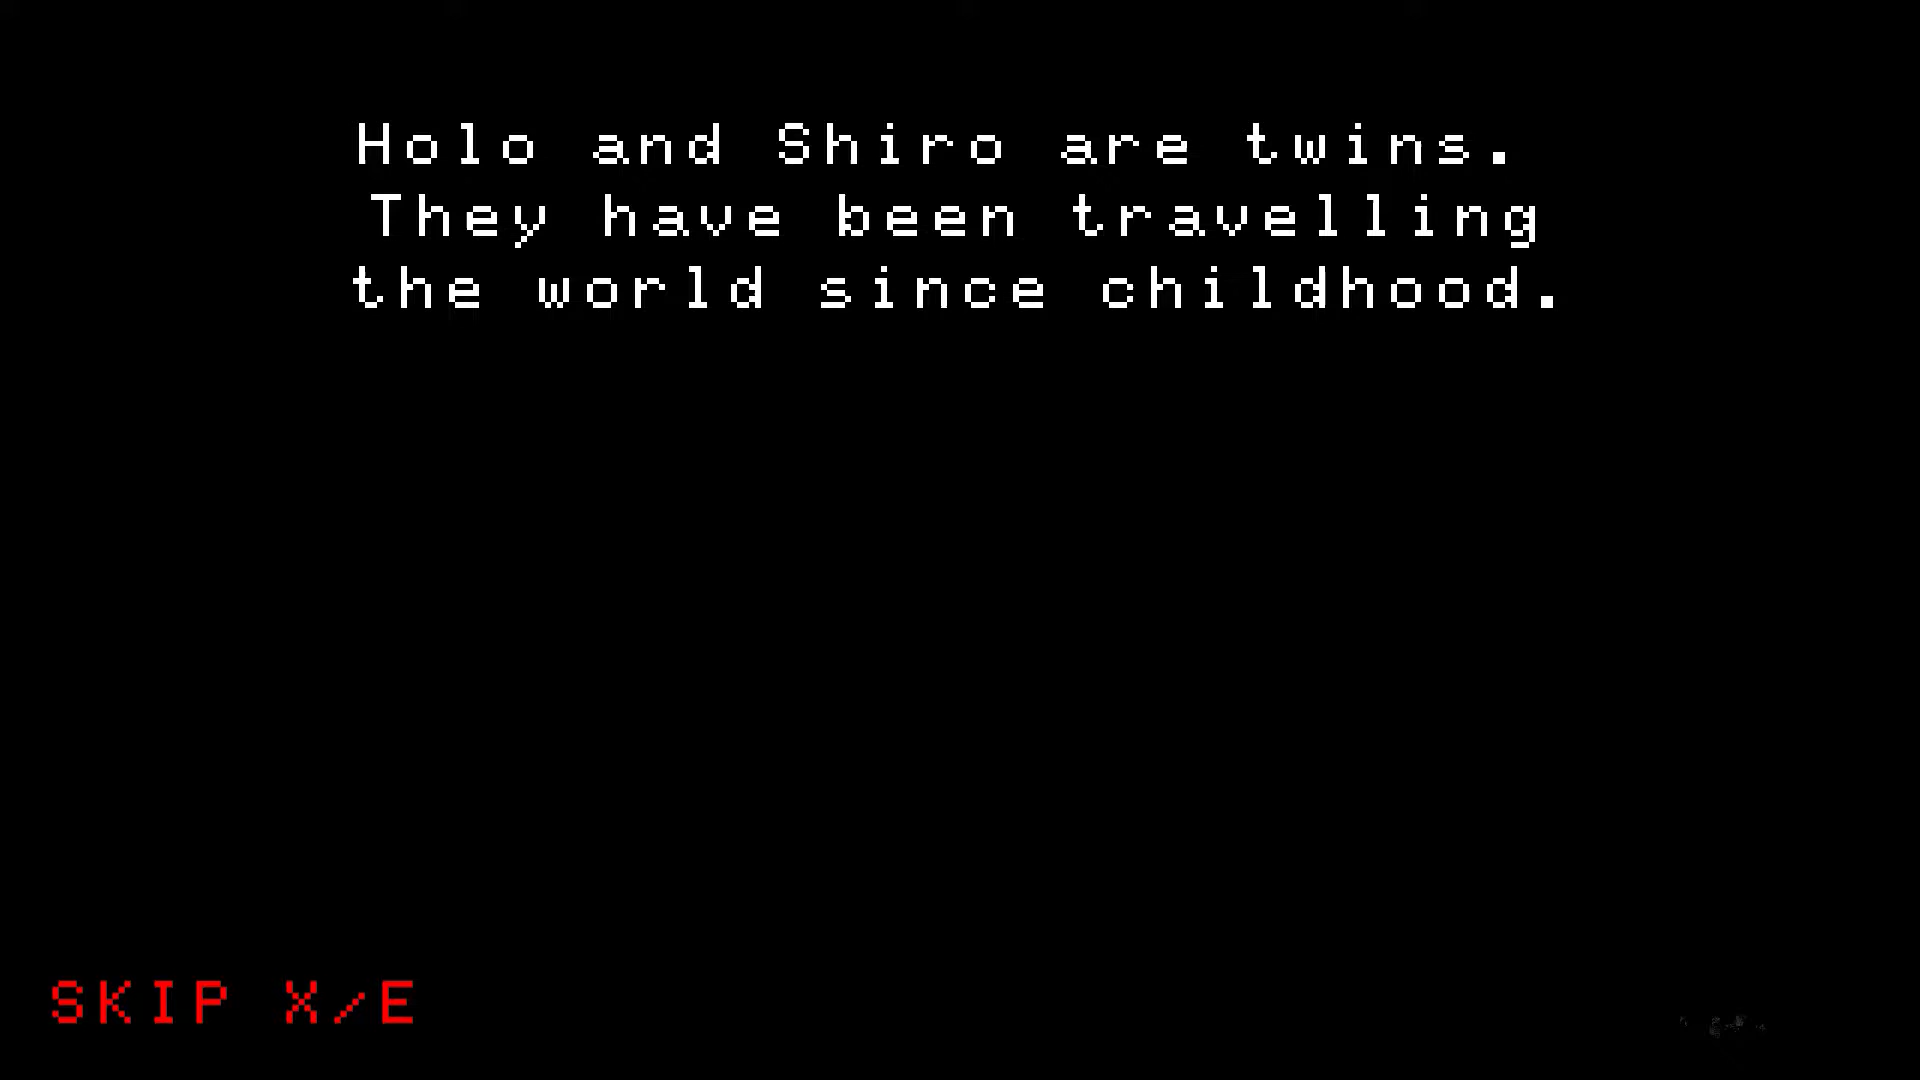 Holo and Shiro are twins.
They have been travelling
the world since childhood.
SKIP X/E